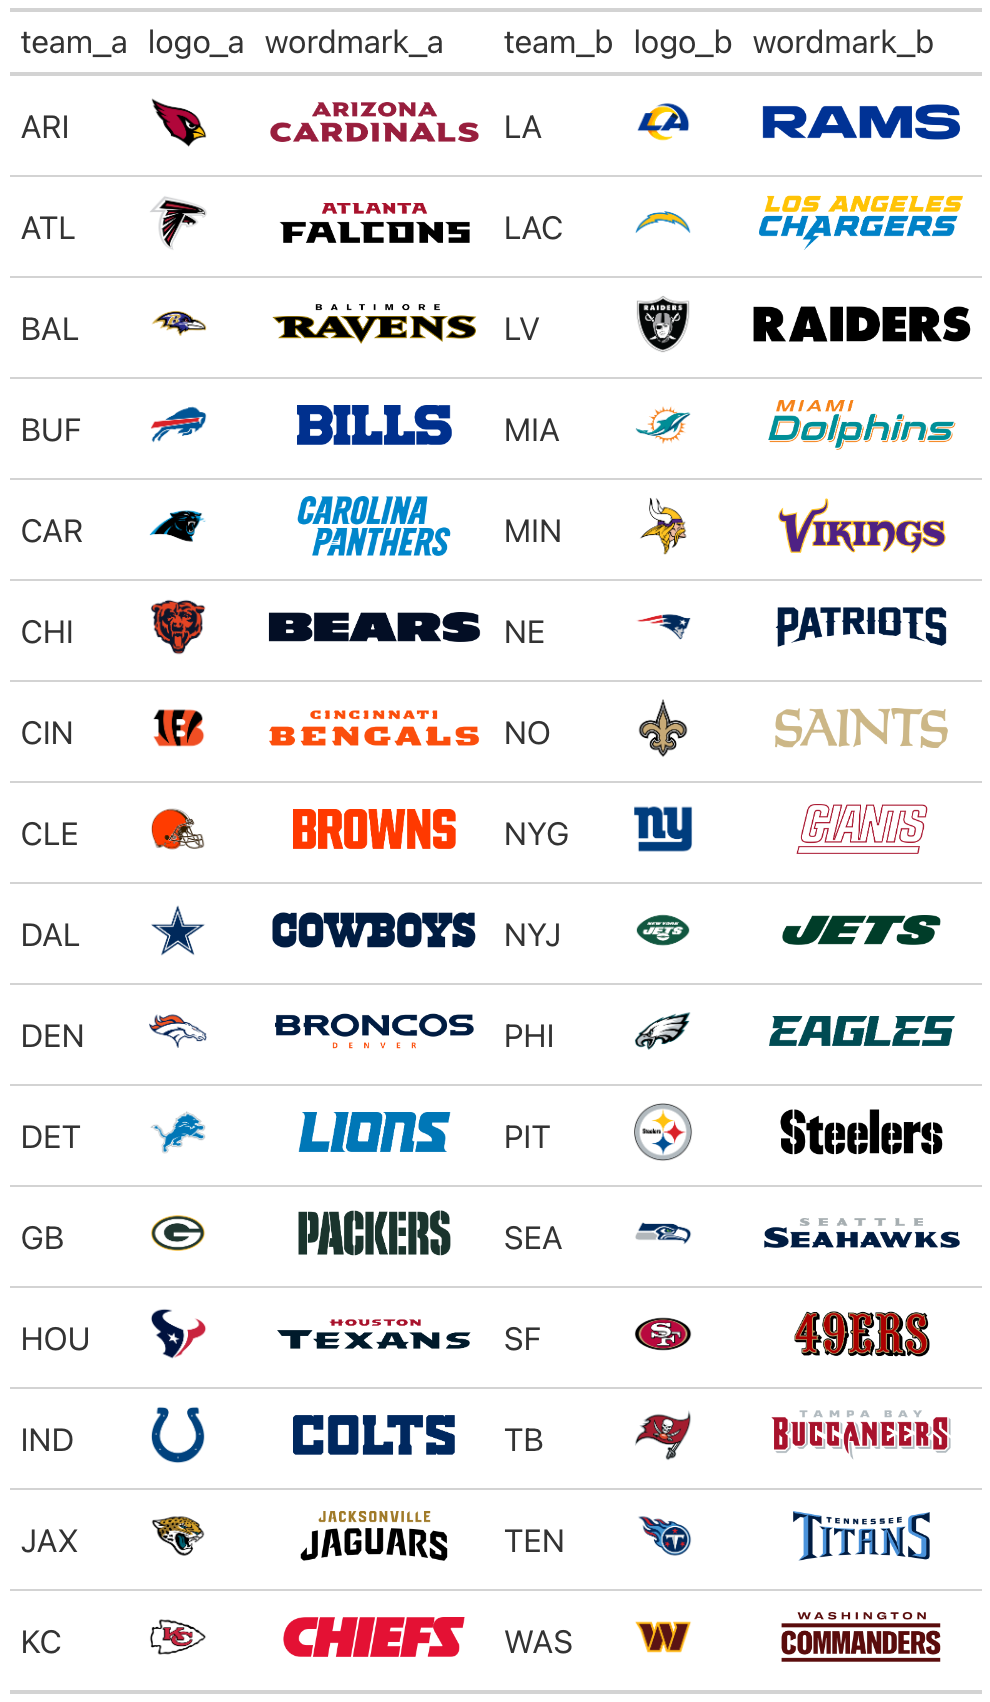 team_a logo_a wordmark_a team_b logo_b wordmark_b
ARI ARIZONA CARDINALS LA LA RAMS
ATL ATLANTA FALCONS LAC LOS ANGELES CHARGERS
BAL B BALTIMORE RAVENS LV RAIDERS RAIDERS
BUF BILLS MIA MIAMI Dolphins
CAR CAROLINA PANTHERS MIN VIKINGS
CHI BEARS NE PATRIOTS
CIN B CINCINNATI BENGALS NO SAINTS
CLE BROWNS NYG ny GIANTS
DAL COWBOYS NYJ NEW YORK JETS JETS
DEN BRONCOS DENVER PHI EAGLES
DET LIONS PIT Steelers Steelers
GB G PACKERS SEA SEATTLE SEAHAWKS
HOU HOUSTON TEXANS SF SF 49ERS
IND COLTS TB TAMPA BAY BUCCANEERS
JAX JACKSONVILLE JAGUARS TEN T TENNESSEE TITANS
KC KC CHIEFS WAS W WASHINGTON COMMANDERS